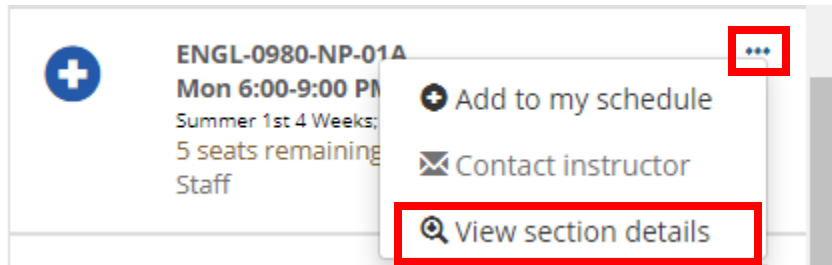 ENGL-0980-NP-01A
Mon 6:00-9:00 PM
Summer 1st 4 Weeks;
5 seats remaining
Staff
Add to my schedule
Contact instructor
View section details